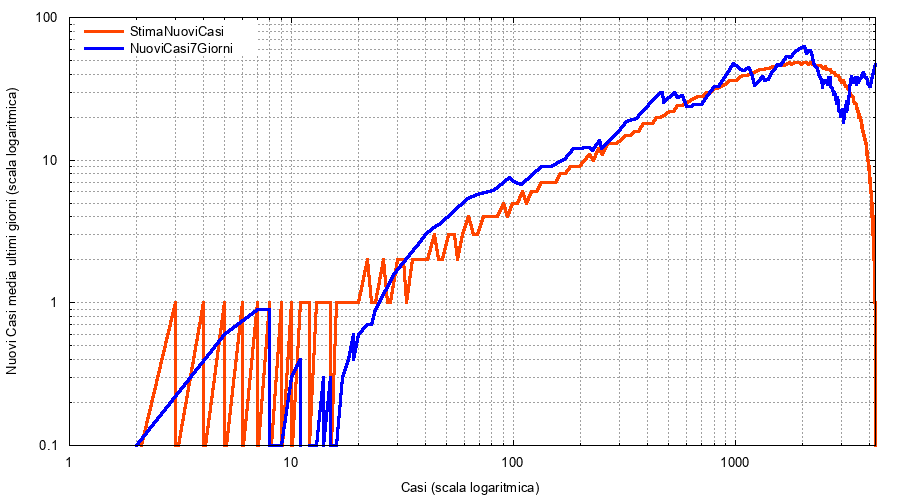 100
StimaNuoviCasi
NuoviCasi7Giorni
10
1
0.1
Nuovi Casi media ultimi giorni (scala logaritmica)
1
10
100
1000
Casi (scala logaritmica)